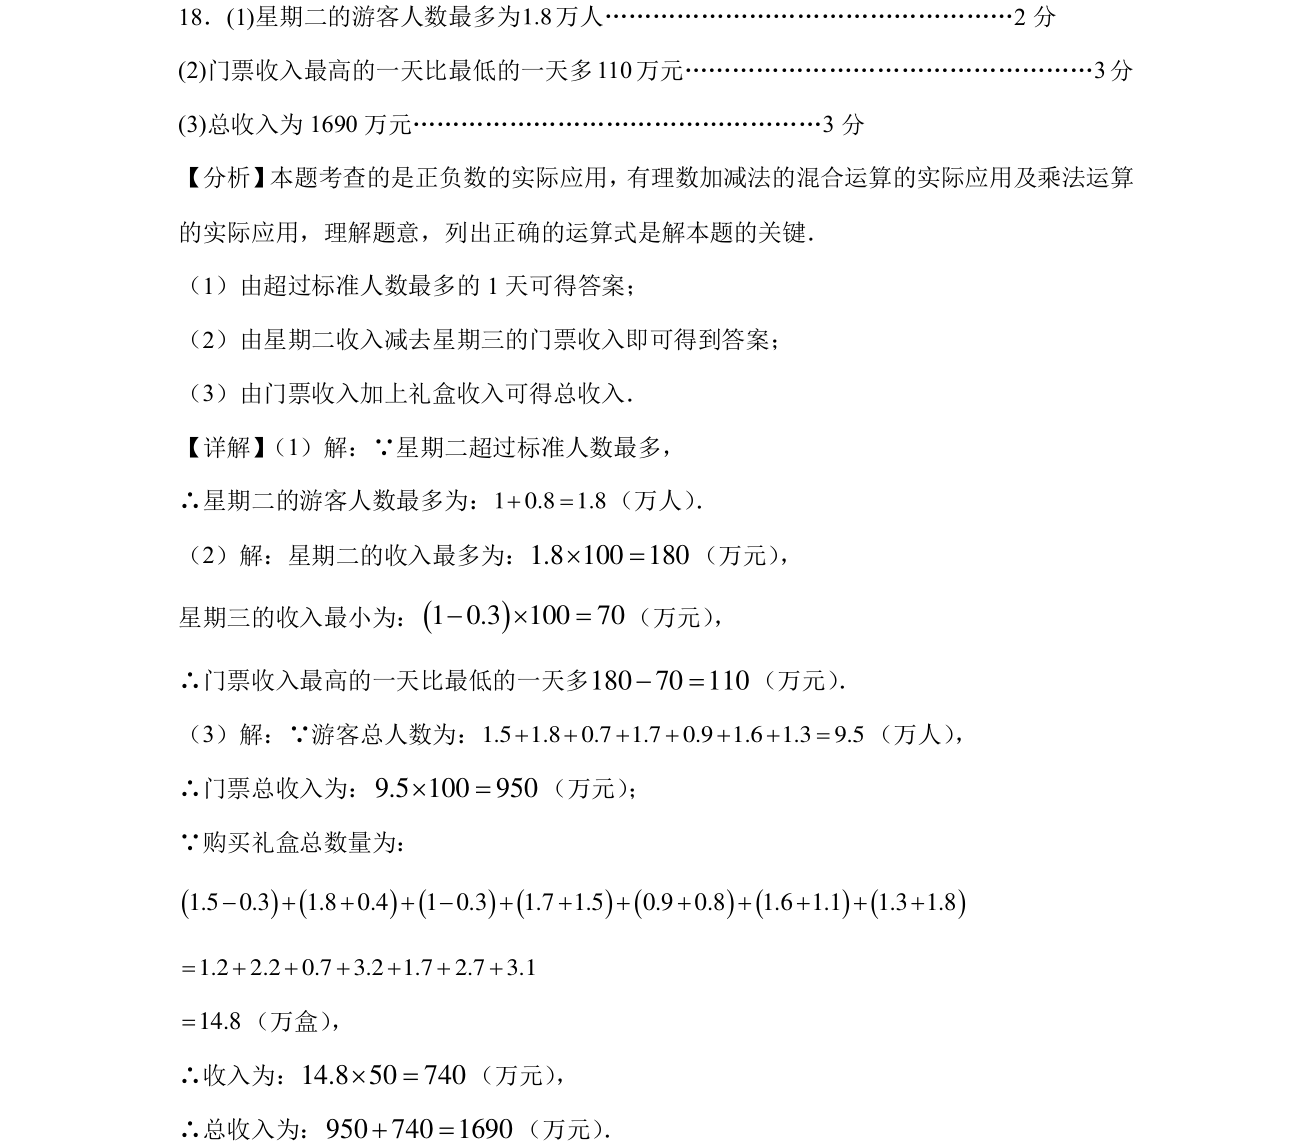 18．(1)星期二的游客人数最多为1.8万人……………………………………………2 分
(2)门票收入最高的一天比最低的一天多110万元……………………………………………3分
(3)总收入为 1690 万元……………………………………………3 分
【分析】本题考查的是正负数的实际应用，有理数加减法的混合运算的实际应用及乘法运算
的实际应用，理解题意，列出正确的运算式是解本题的关键．
（1）由超过标准人数最多的 1 天可得答案；
（2）由星期二收入减去星期三的门票收入即可得到答案；
（3）由门票收入加上礼盒收入可得总收入．
【详解】（1）解：∵星期二超过标准人数最多，
∴星期二的游客人数最多为：1+0.8=1.8（万人）．
（2）解：星期二的收入最多为：1.8×100=180（万元），
星期三的收入最小为：(1−0.3)×100=70（万元），
∴门票收入最高的一天比最低的一天多180−70=110（万元）．
（3）解：∵游客总人数为：1.5+1.8+0.7+1.7+0.9+1.6+1.3=9.5（万人），
∴门票总收入为：9.5×100=950（万元）；
∵购买礼盒总数量为：
(1.5−0.3)+(1.8+0.4)+(1−0.3)+(1.7+1.5)+(0.9+0.8)+(1.6+1.1)+(1.3+1.8)
=1.2+2.2+0.7+3.2+1.7+2.7+3.1
=14.8（万盒），
∴收入为：14.8×50=740（万元），
∴总收入为：950+740=1690（万元）．